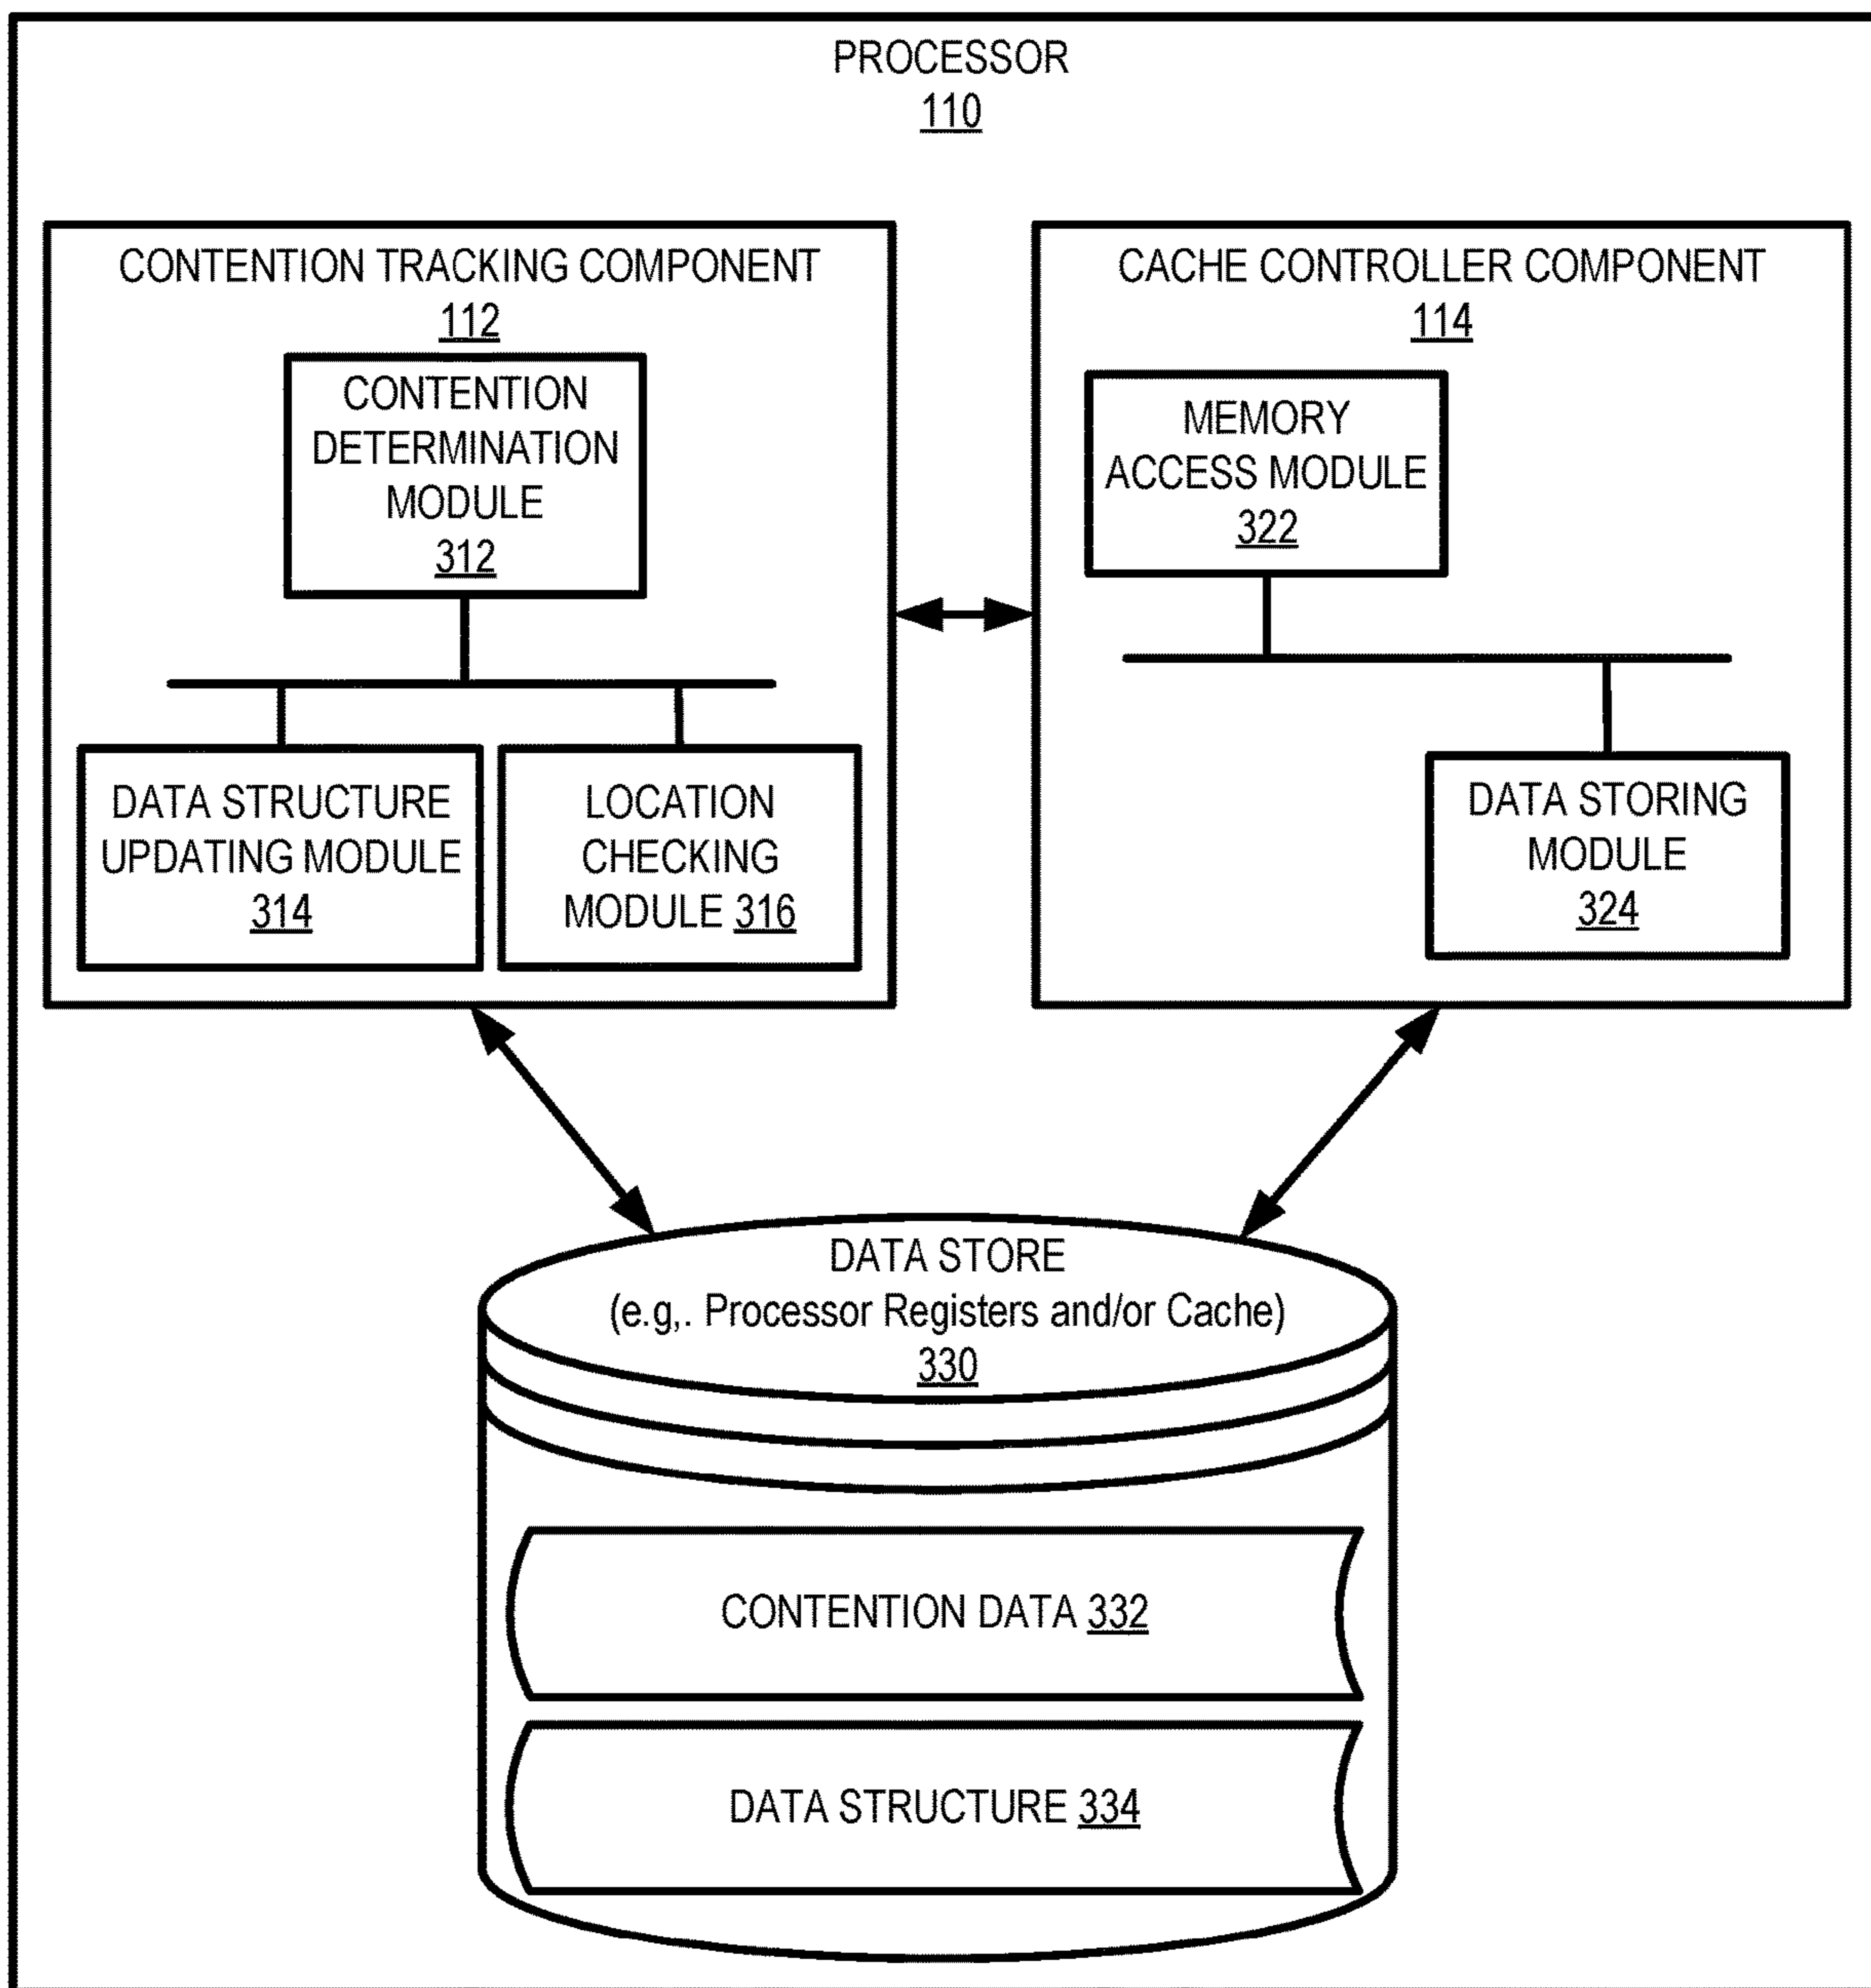 PROCESSOR
110
CONTENTION TRACKING COMPONENT
112
CONTENTION
DETERMINATION
MODULE
312
DATA STRUCTURE
UPDATING MODULE
314
LOCATION
CHECKING
MODULE 316
CACHE CONTROLLER COMPONENT
114
MEMORY
ACCESS MODULE
322
DATA STORING
MODULE
324
DATA STORE
(e.g,. Processor Registers and/or Cache)
330
CONTENTION DATA 332
DATA STRUCTURE 334